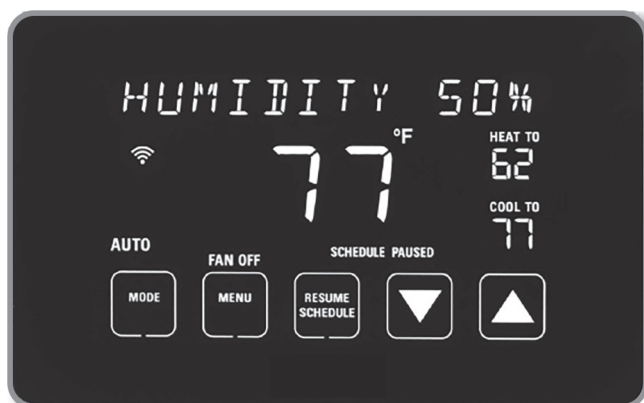 HUMIDITY 50%
77 °F
HEAT TO
62
COOL TO
77
AUTO
FAN OFF
SCHEDULE PAUSED
MODE
MENU
RESUME
SCHEDULE